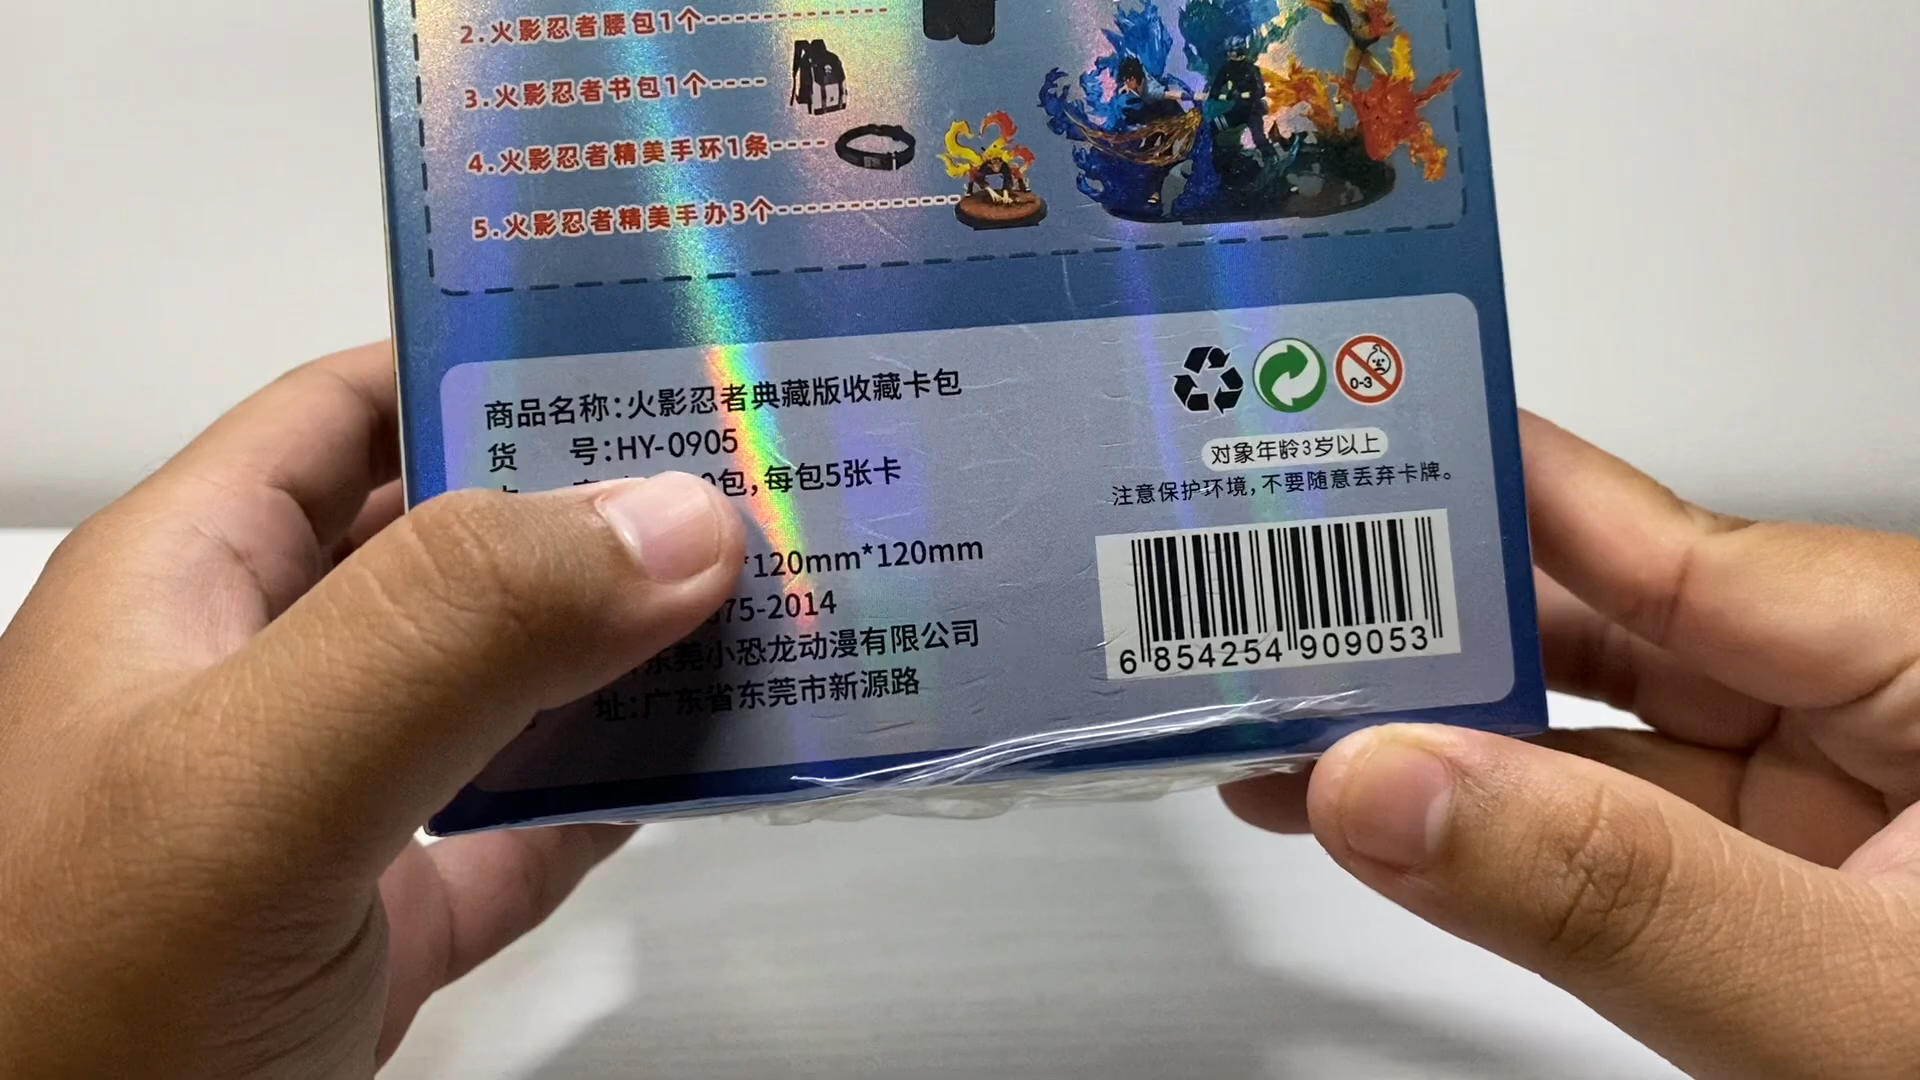 2.火影忍者腰包1个
3.火影忍者书包1个
4.火影忍者精美手环1条
5.火影忍者精美手办3个
商品名称:火影忍者典藏版收藏卡包
货 号:HY-0905
0包,每包5张卡
*120mm*120mm
75-2014
东莞小恐龙动漫有限公司
址:广东省东莞市新源路
0-3
对象年龄3岁以上
注意保护环境,不要随意丢弃卡牌。
6 854254 909053